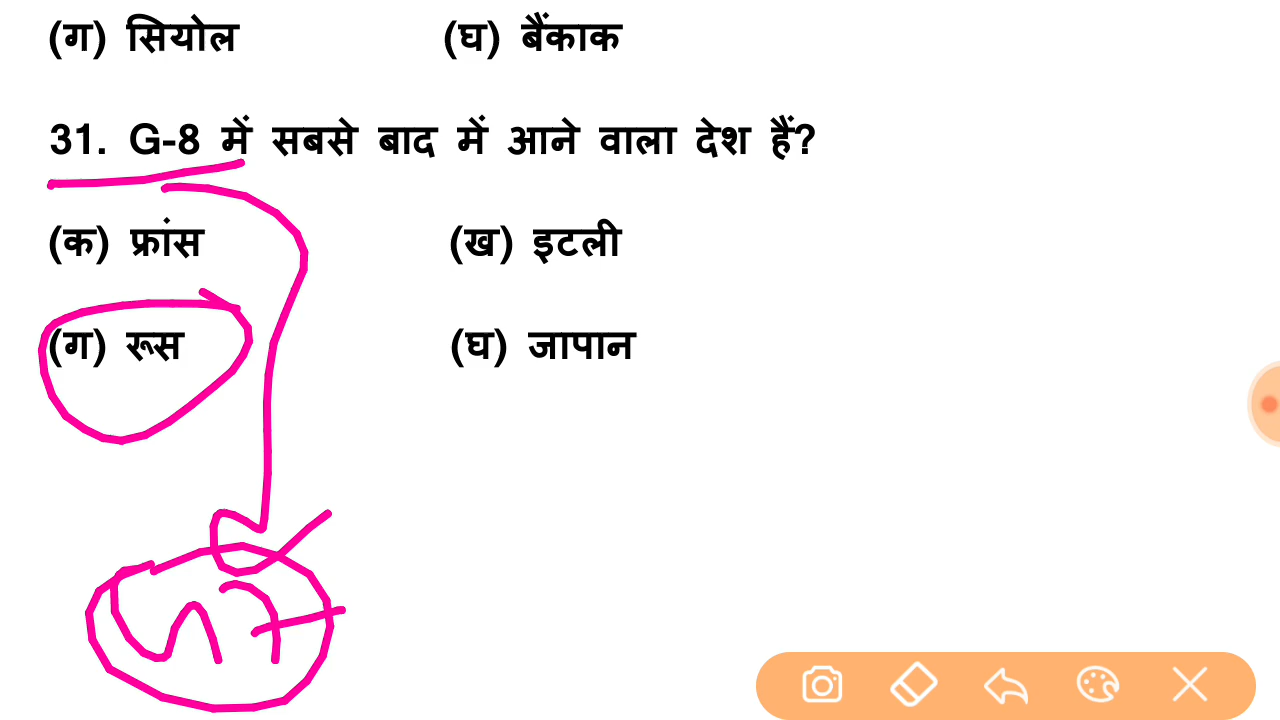 (ग) सियोल (घ) बैंकाक
31. G-8 में सबसे बाद में आने वाला देश हैं?
(क) फ्रांस (ख) इटली
(ग) रूस (घ) जापान